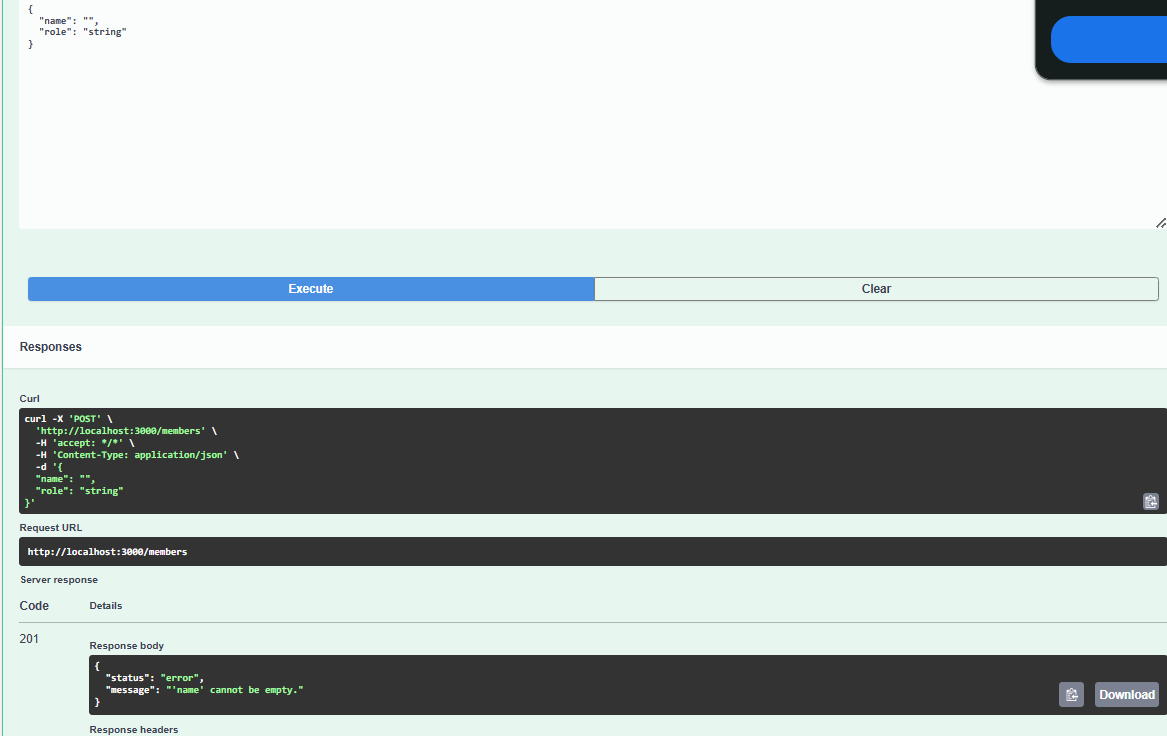 {
  "name": "",
  "role": "string"
}
Execute
Clear
Responses
Curl
curl -X 'POST' \
  'http://localhost:3000/members' \
  -H 'accept: */*' \
  -H 'Content-Type: application/json' \
  -d '{
  "name": "",
  "role": "string"
}'
Request URL
http://localhost:3000/members
Server response
Code Details
201
Response body
{
  "status": "error",
  "message": "'name' cannot be empty."
}
Download
Response headers